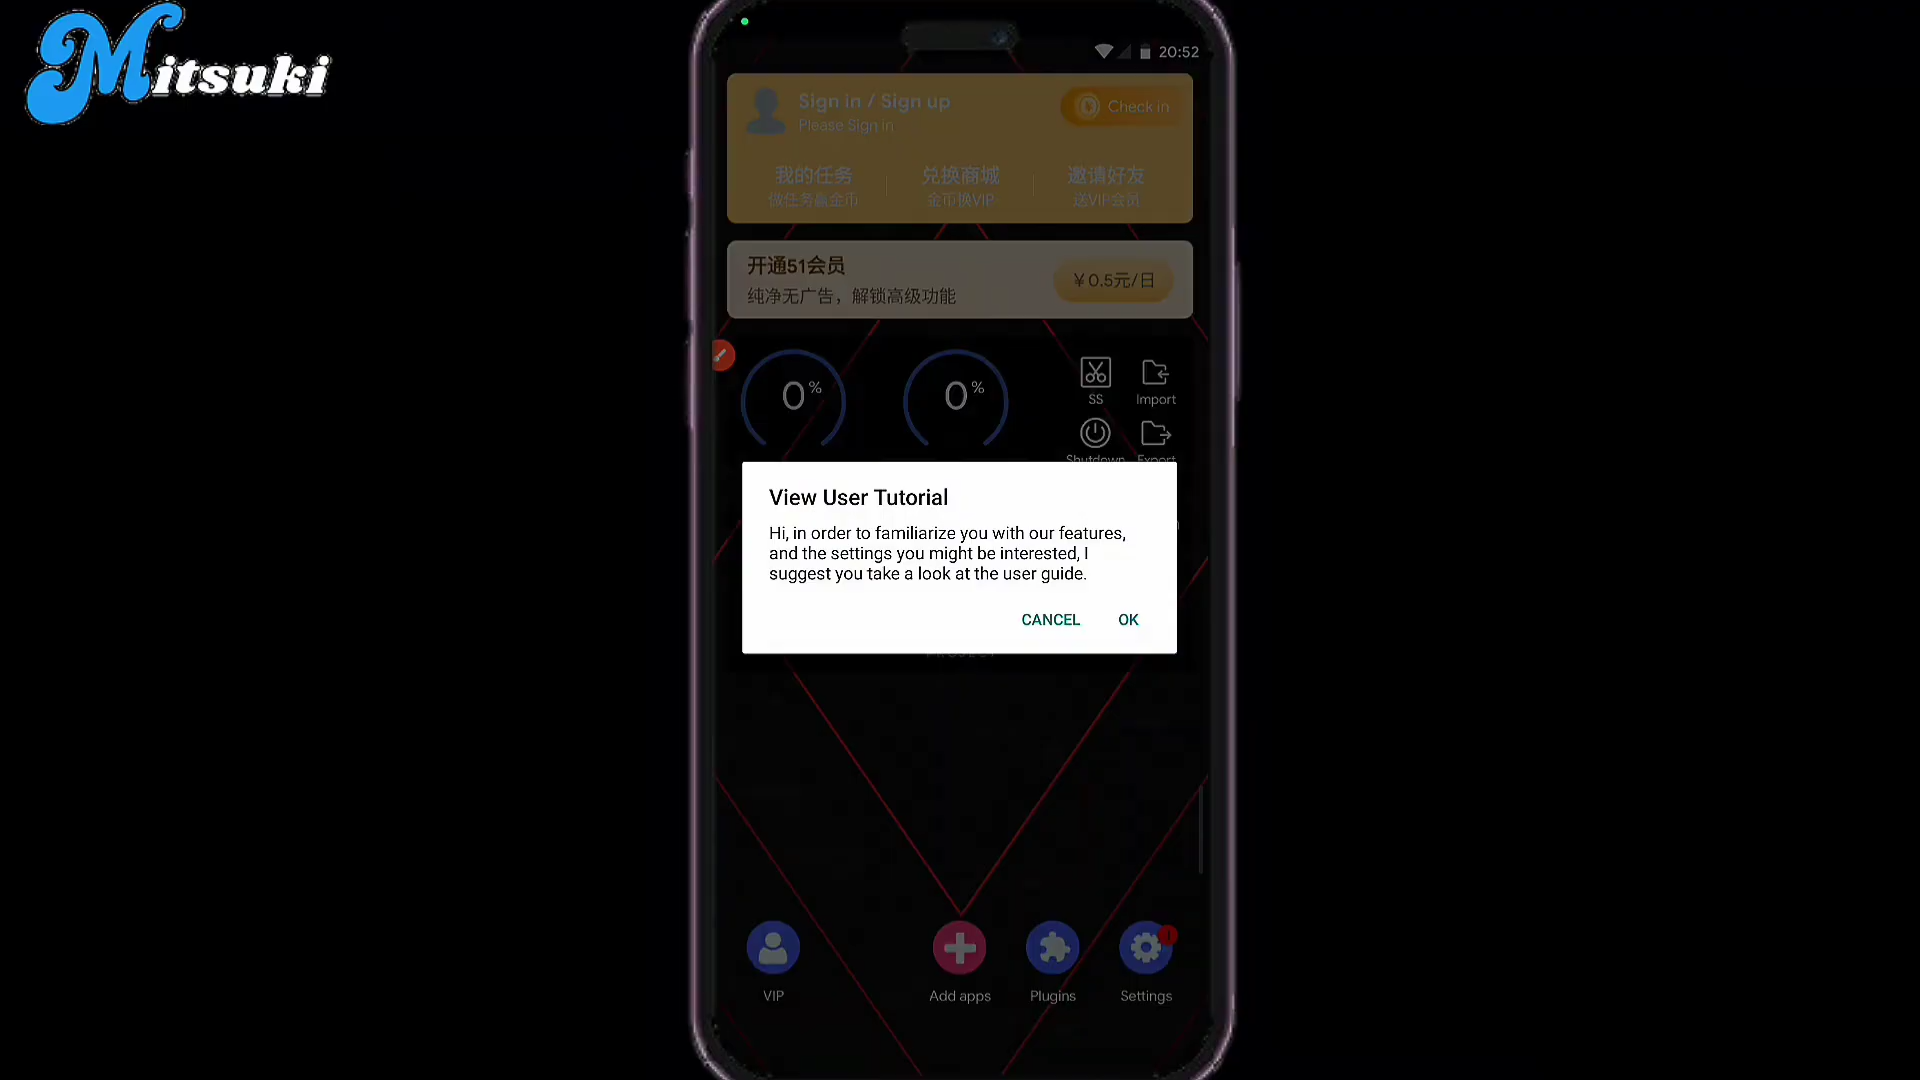 Mitsuki
20:52
Sign in / Sign up
Please Sign in
Check in
我的任务
兑换商城
邀请好友
做任务赢金币
金币换VIP
送VIP会员
开通51会员
纯净无广告，解锁高级功能
￥0.5元/日
0%
0%
SS
Import
Shutdown
Export
View User Tutorial
Hi, in order to familiarize you with our features,
and the settings you might be interested, I
suggest you take a look at the user guide.
CANCEL
OK
VIP
Add apps
Plugins
Settings